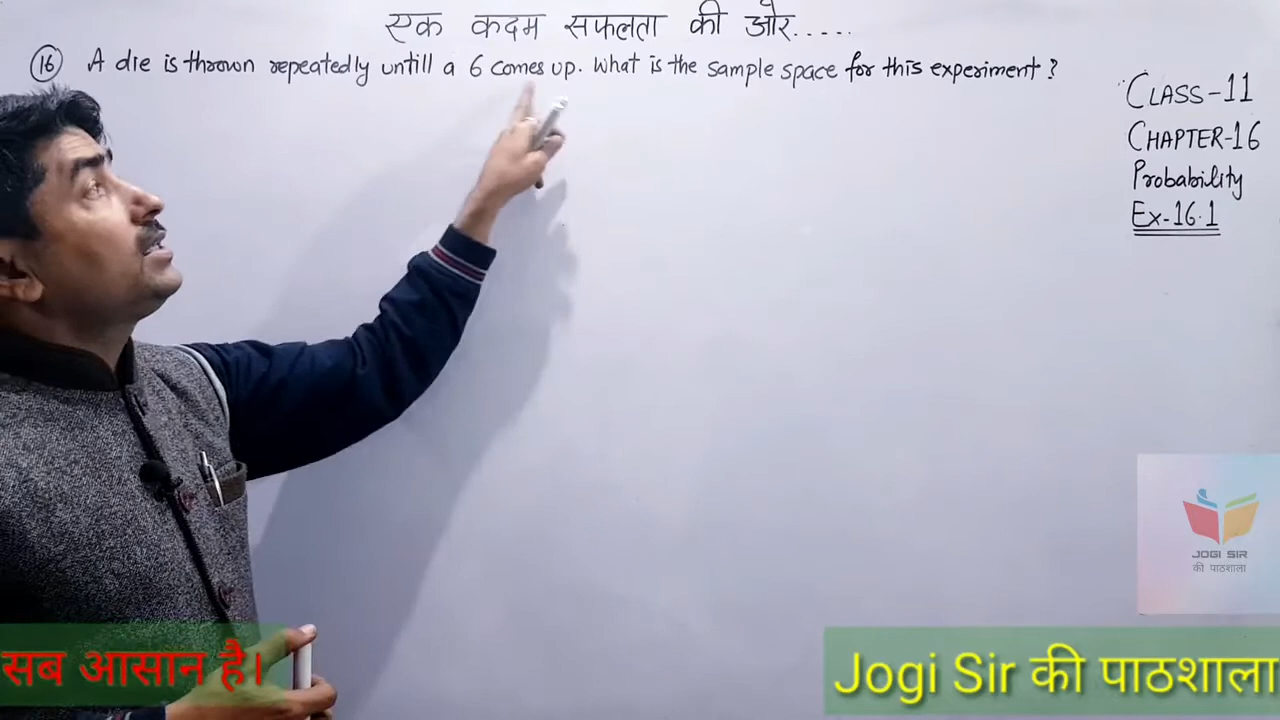 एक कदम सफलता की ओर.....
16 A die is thrown repeatedly untill a 6 comes up. What is the sample space for this experiment?
CLASS-11
CHAPTER-16
Probability
Ex-16.1
JOGI SIR
की पाठशाला
सब आसान है।
Jogi Sir की पाठशाला